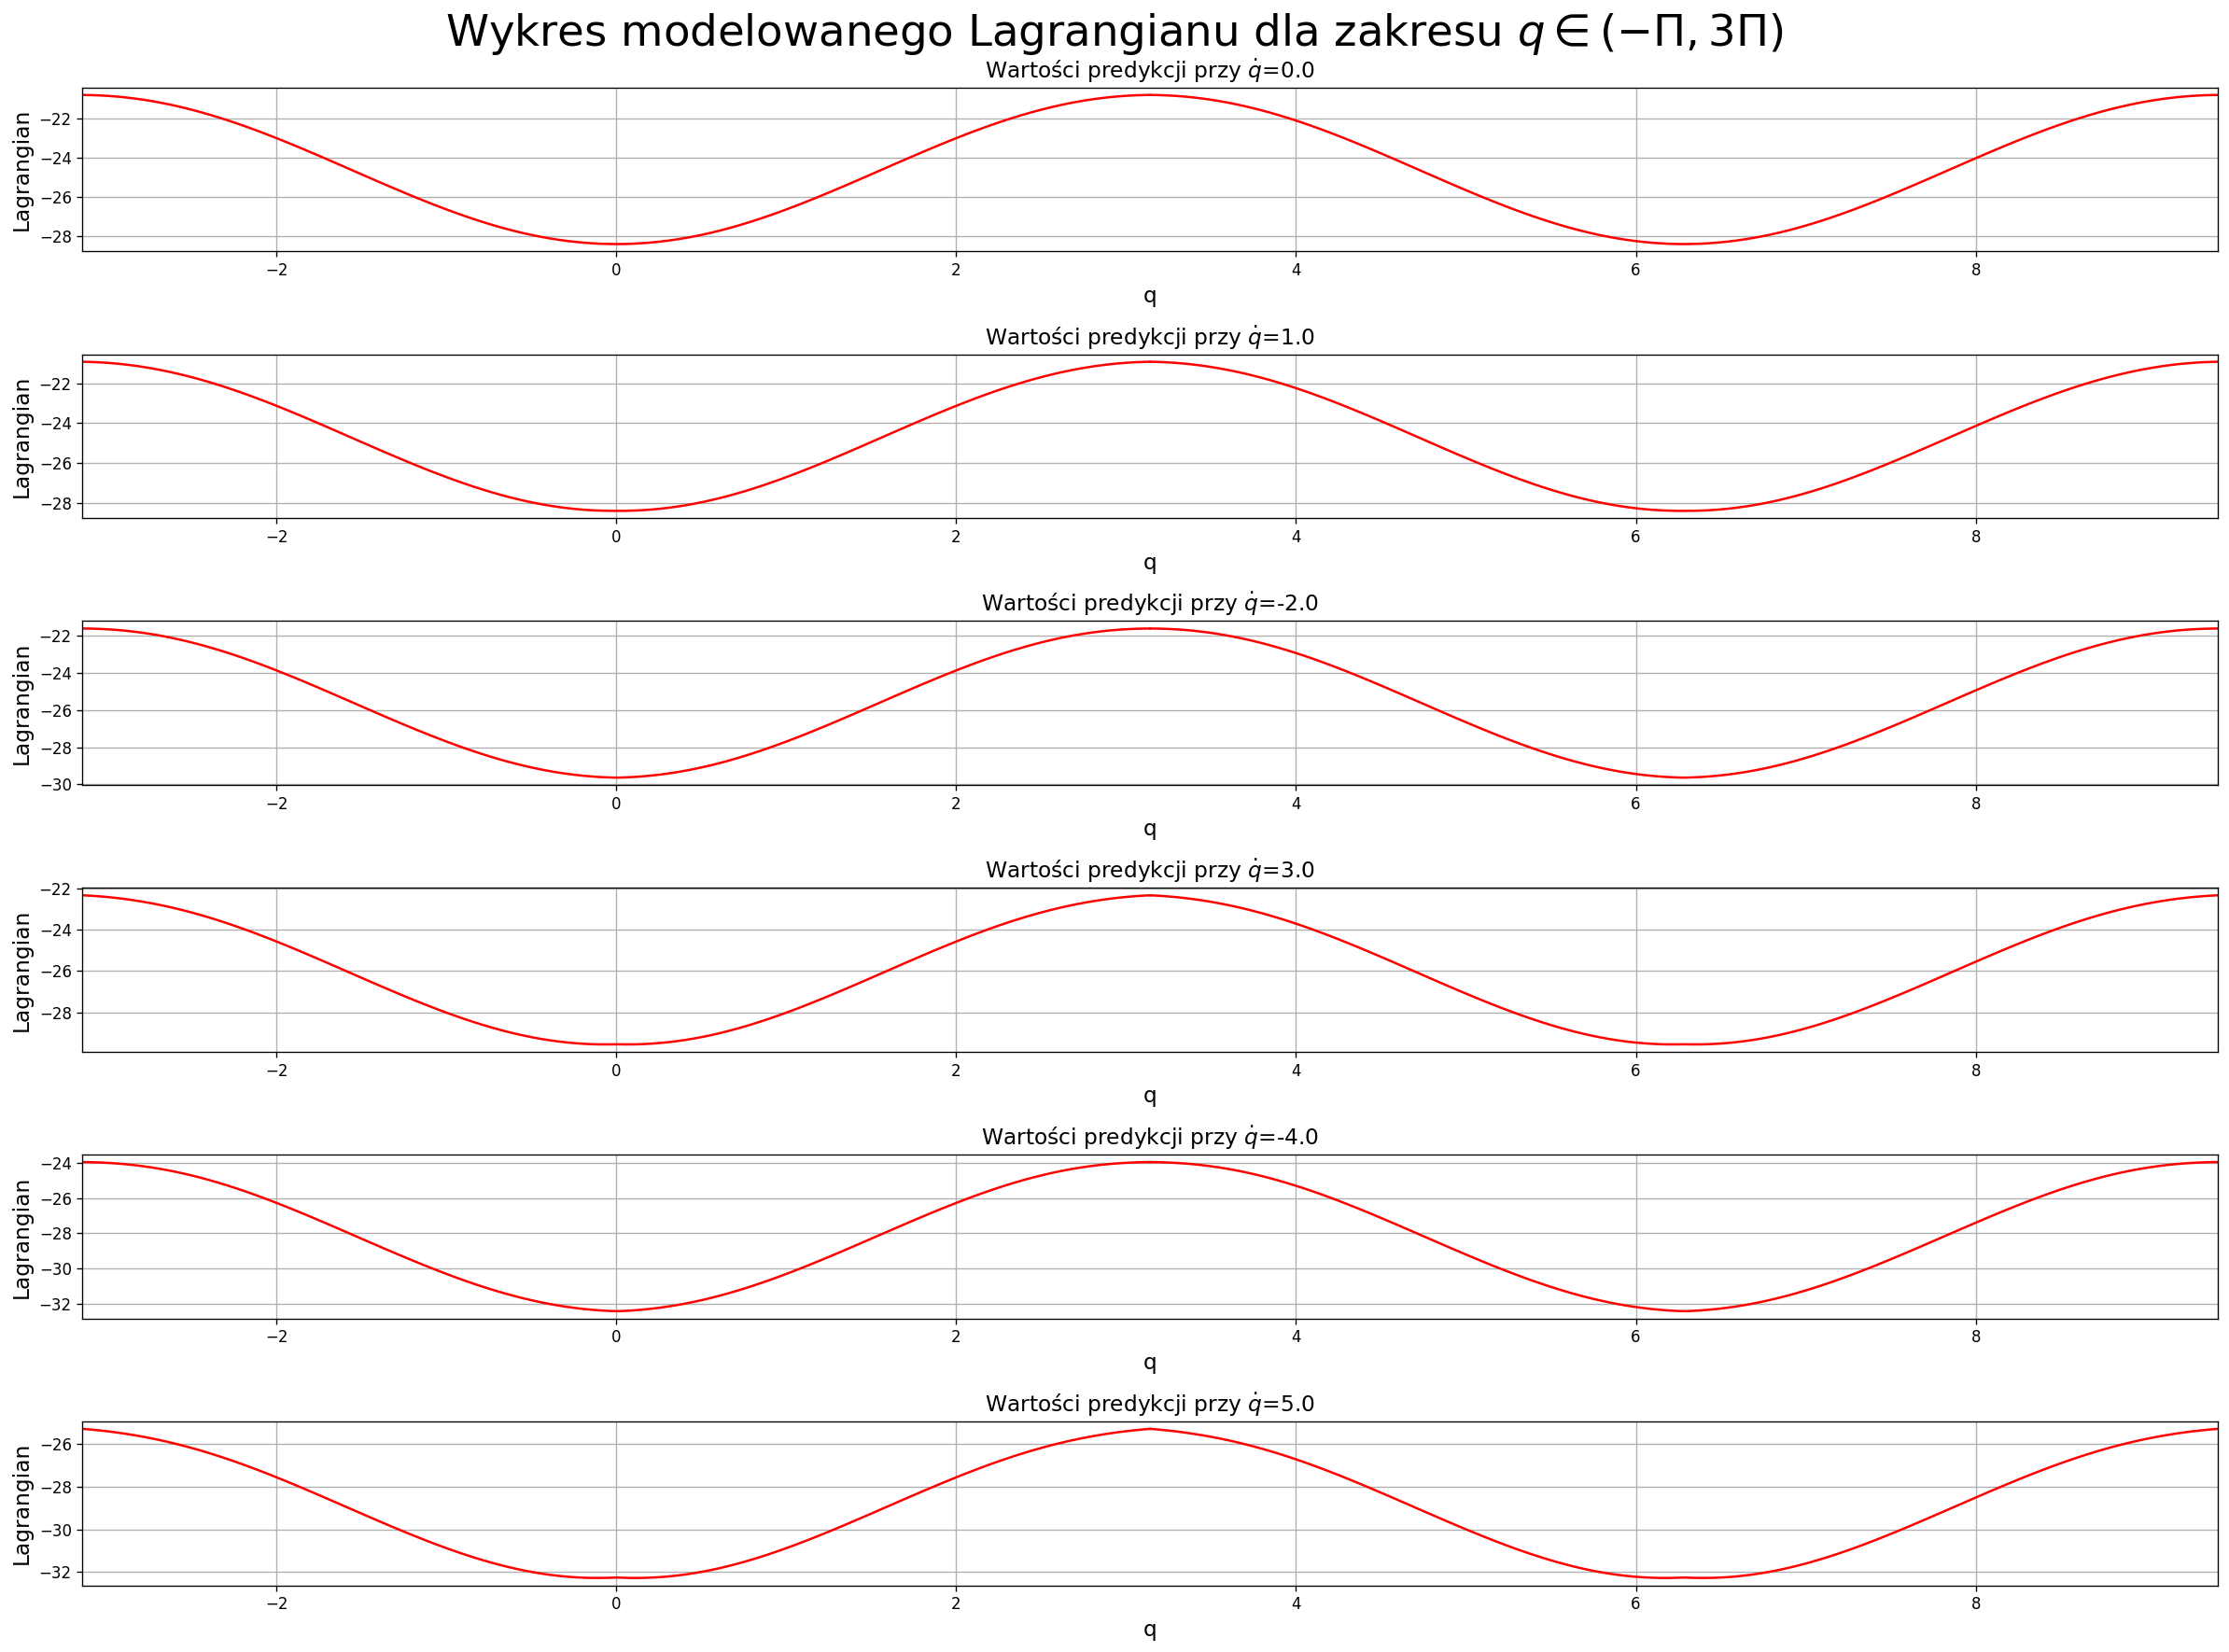 Wykres modelowanego Lagrangianu dla zakresu q ∈ (−Π, 3Π)
Wartości predykcji przy q̇=0.0
Lagrangian
−22
−24
−26
−28
−2 0 2 4 6 8
q
Wartości predykcji przy q̇=1.0
Lagrangian
−22
−24
−26
−28
−2 0 2 4 6 8
q
Wartości predykcji przy q̇=-2.0
Lagrangian
−22
−24
−26
−28
−30
−2 0 2 4 6 8
q
Wartości predykcji przy q̇=3.0
Lagrangian
−22
−24
−26
−28
−2 0 2 4 6 8
q
Wartości predykcji przy q̇=-4.0
Lagrangian
−24
−26
−28
−30
−32
−2 0 2 4 6 8
q
Wartości predykcji przy q̇=5.0
Lagrangian
−26
−28
−30
−32
−2 0 2 4 6 8
q